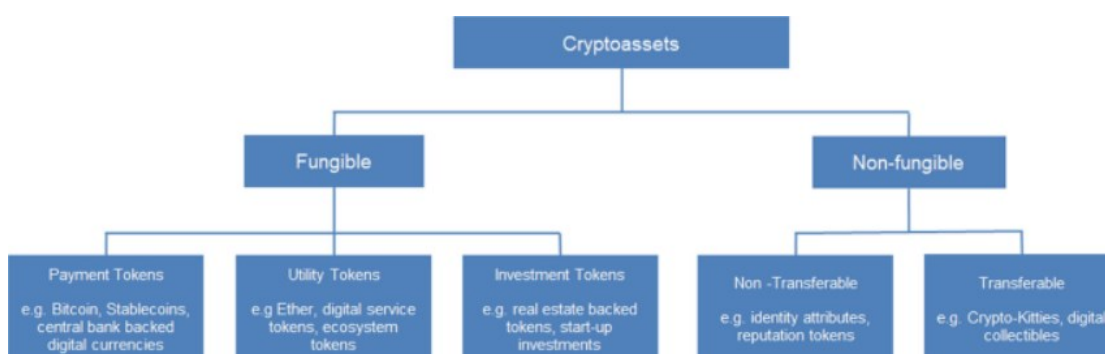 Cryptoassets
Fungible
Non-fungible
Payment Tokens
e.g. Bitcoin, Stablecoins,
central bank backed
digital currencies
Utility Tokens
e.g Ether, digital service
tokens, ecosystem
tokens
Investment Tokens
e.g. real estate backed
tokens, start-up
investments
Non -Transferable
e.g. identity attributes,
reputation tokens
Transferable
e.g. Crypto-Kitties, digital
collectibles